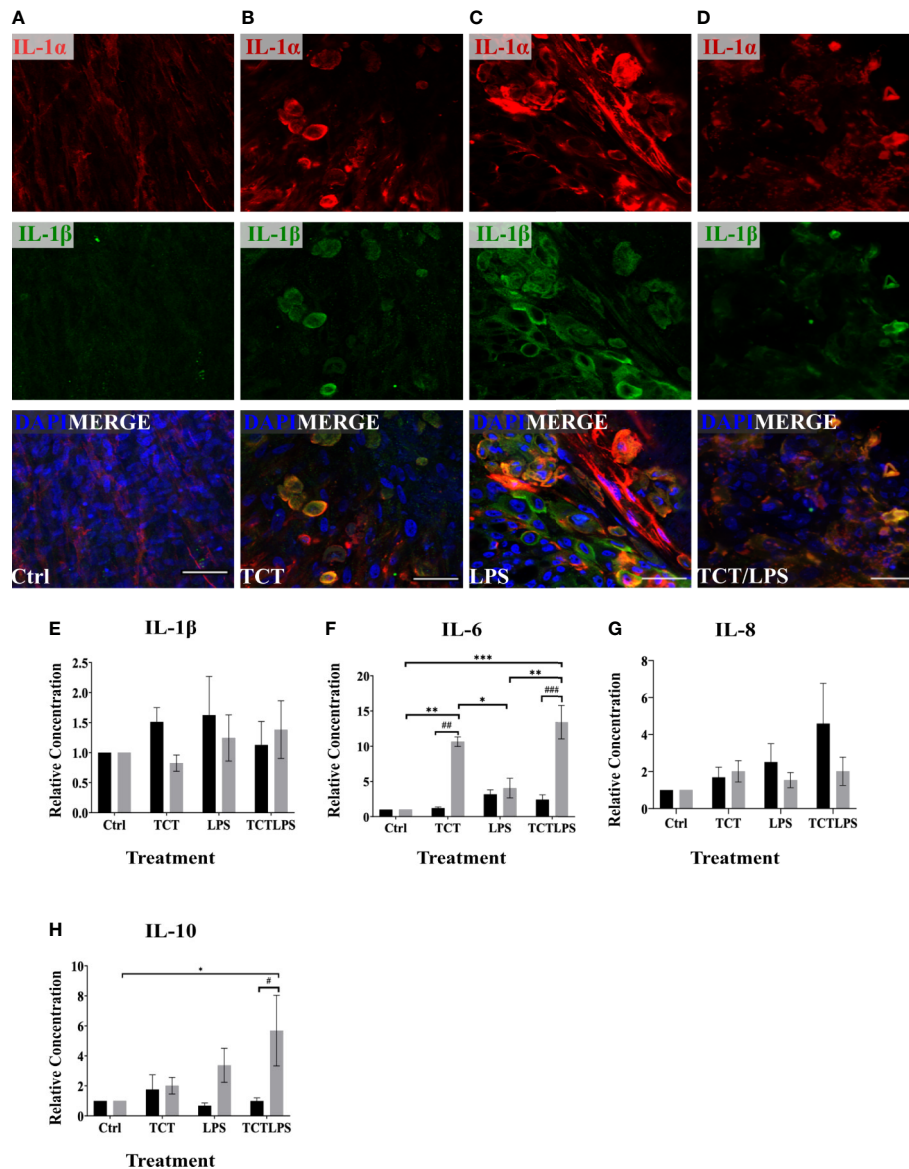 A
B
C
D
IL-1α
IL-1α
IL-1α
IL-1α
IL-1β
IL-1β
IL-1β
IL-1β
DAPIMERGE
DAPIMERGE
DAPIMERGE
DAPIMERGE
Ctrl
TCT
LPS
TCT/LPS
E
IL-1β
Relative Concentration
2.5
2.0
1.5
1.0
0.5
0.0
Ctrl TCT LPS TCTLPS
Treatment
F
IL-6
Relative Concentration
20
15
10
5
0
***
**
**
*
##
###
Ctrl TCT LPS TCTLPS
Treatment
G
IL-8
Relative Concentration
8
6
4
2
0
Ctrl TCT LPS TCTLPS
Treatment
H
IL-10
Relative Concentration
10
8
6
4
2
0
*
#
Ctrl TCT LPS TCTLPS
Treatment